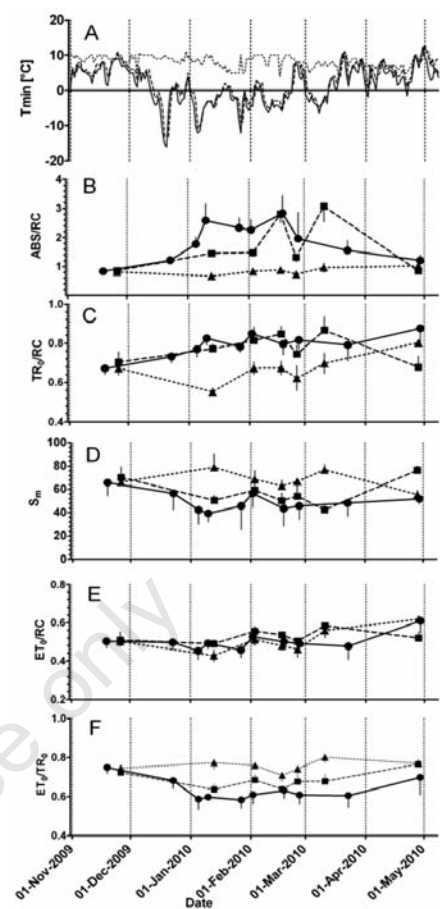 A
Tmin [°C]
20
10
0
-10
-20
B
ABS/RC
4
3
2
1
C
TR₀/RC
1.0
0.8
0.6
0.4
D
Sₘ
100
80
60
40
20
0
E
ET₀/RC
0.8
0.6
0.4
0.2
F
ET₀/TR₀
1.0
0.8
0.6
0.4
01-Nov-2009
01-Dec-2009
01-Jan-2010
01-Feb-2010
01-Mar-2010
01-Apr-2010
01-May-2010
Date
se only